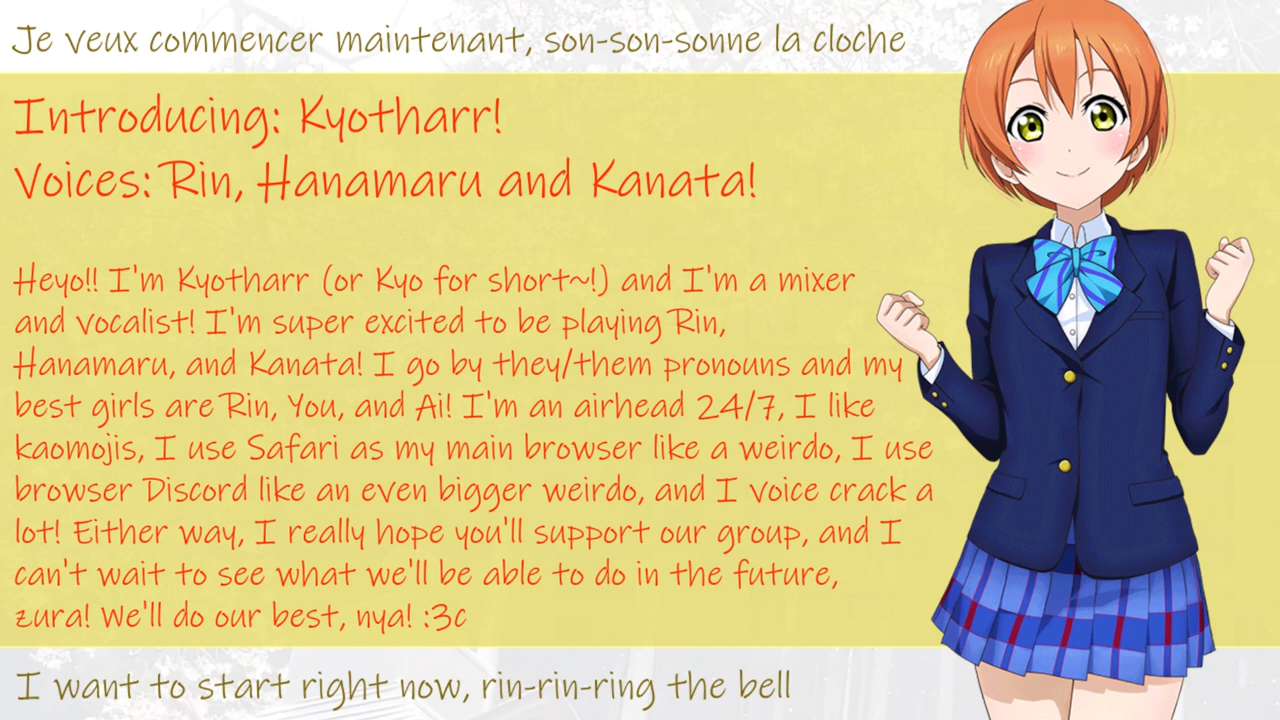 Je veux commencer maintenant, son-son-sonne la cloche
Introducing: Kyotharr!
Voices: Rin, Hanamaru and Kanata!
Heyo!! I'm Kyotharr (or Kyo for short~!) and I'm a mixer
and vocalist! I'm super excited to be playing Rin,
Hanamaru, and Kanata! I go by they/them pronouns and my
best girls are Rin, You, and Ai! I'm an airhead 24/7, I like
kaomojis, I use Safari as my main browser like a weirdo, I use
browser Discord like an even bigger weirdo, and I voice crack a
lot! Either way, I really hope you'll support our group, and I
can't wait to see what we'll be able to do in the future,
zura! We'll do our best, nya! :3c
I want to start right now, rin-rin-ring the bell